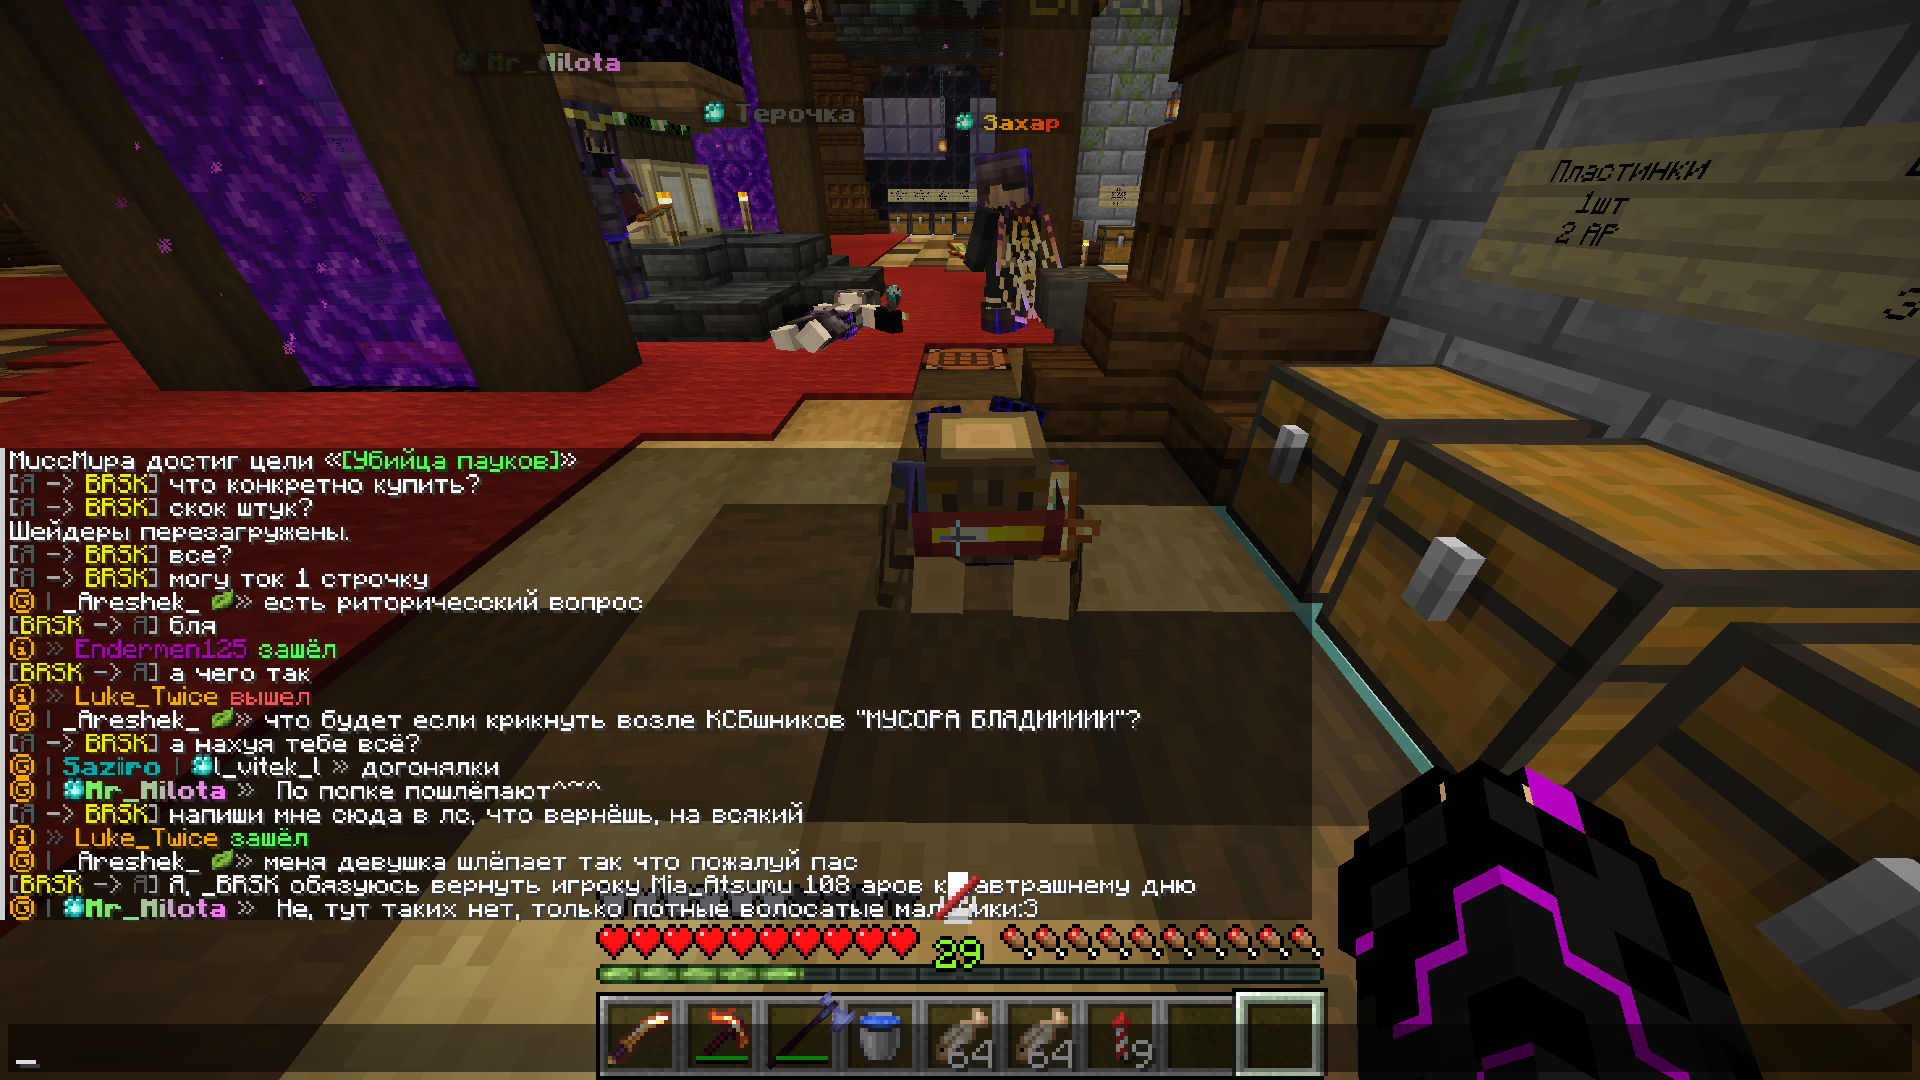 Mr_Milota
Терочка
Захар
Пластинки
1шт
2 АР
МиссМира достиг цели «[Убийца пауков]»
[Я -> BRSK] что конкретно купить?
[Я -> BRSK] скок штук?
Шейдеры перезагружены.
[Я -> BRSK] все?
[Я -> BRSK] могу ток 1 строчку
G | _Areshek_ » есть риторичесский вопрос
[BRSK -> Я] бля
» Endermen125 зашёл
[BRSK -> Я] а чего так
» Luke_Twice вышел
G | _Areshek_ » что будет если крикнуть возле КСБшников "МУСОРА БЛЯДИИИИИ"?
[Я -> BRSK] а нахуя тебе всё?
G | Saziro | l_vitek_l » догонялки
G | Mr_Milota » По попке пошлёпают^~^~^
[Я -> BRSK] напиши мне сюда в лс, что вернёшь, на всякий
» Luke_Twice зашёл
G | _Areshek_ » меня девушка шлёпает так что пожалуй пас
[BRSK -> Я] Я, _BRSK обязуюсь вернуть игроку Mia_Atsumu 108 аров к автрашнему дню
G | Mr_Milota » Не, тут таких нет, только потные волосатые мал ики:3
29
64
64
9